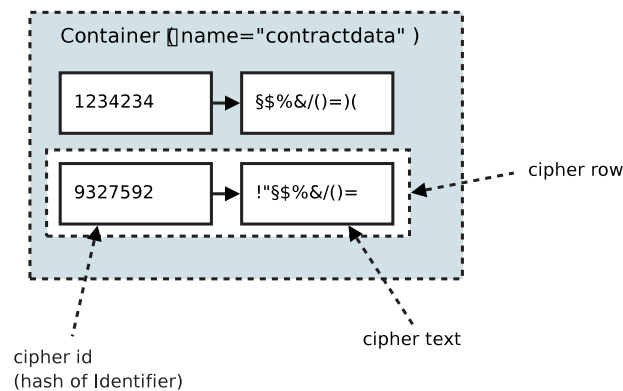 Container (▯name="contractdata" )
1234234
§$%&/()=)(
cipher row
9327592
!"§$%&/()=
cipher text
cipher id
(hash of Identifier)